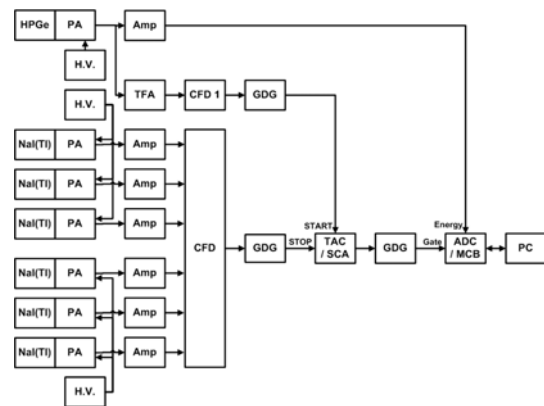 HPGe PA Amp
H.V.
H.V. TFA CFD 1 GDG
NaI(Tl) PA Amp
NaI(Tl) PA Amp
NaI(Tl) PA Amp
START Energy
CFD GDG STOP TAC / SCA GDG Gate ADC / MCB PC
NaI(Tl) PA Amp
NaI(Tl) PA Amp
NaI(Tl) PA Amp
H.V.